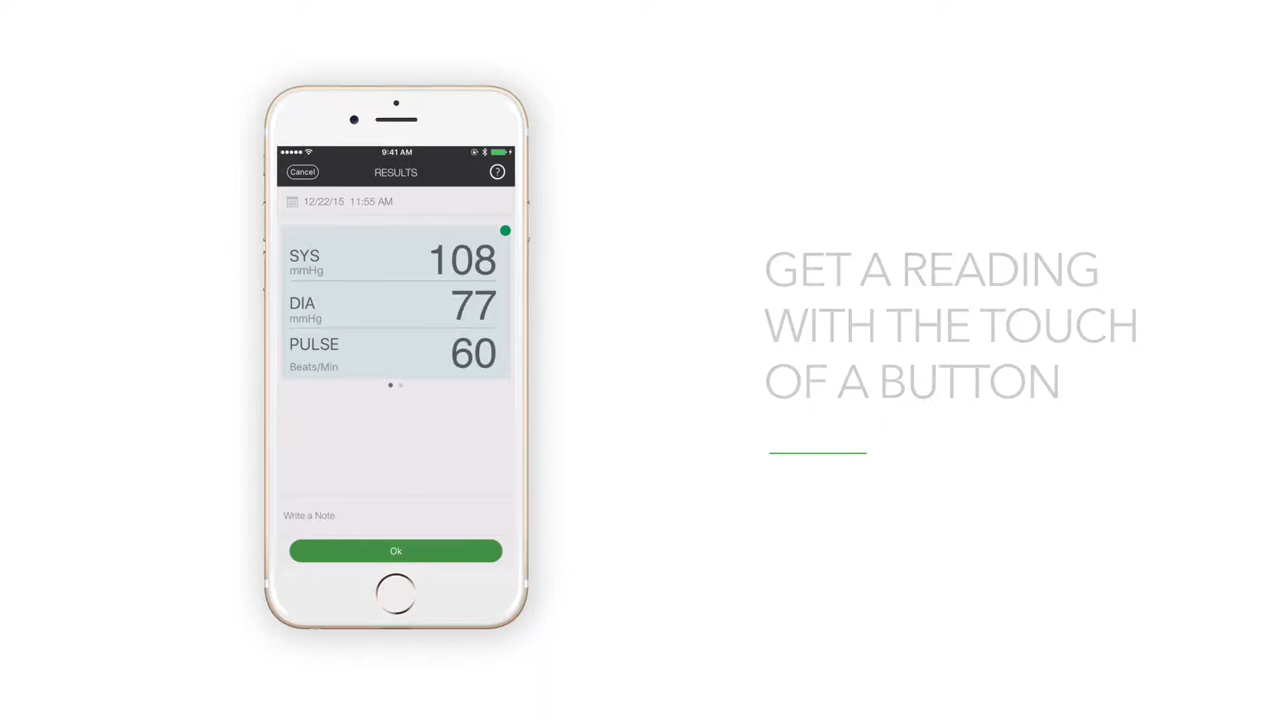 9:41 AM
Cancel
RESULTS
?
12/22/15 11:55 AM
SYS
mmHg
108
DIA
mmHg
77
PULSE
Beats/Min
60
Write a Note
Ok
GET A READING
WITH THE TOUCH
OF A BUTTON